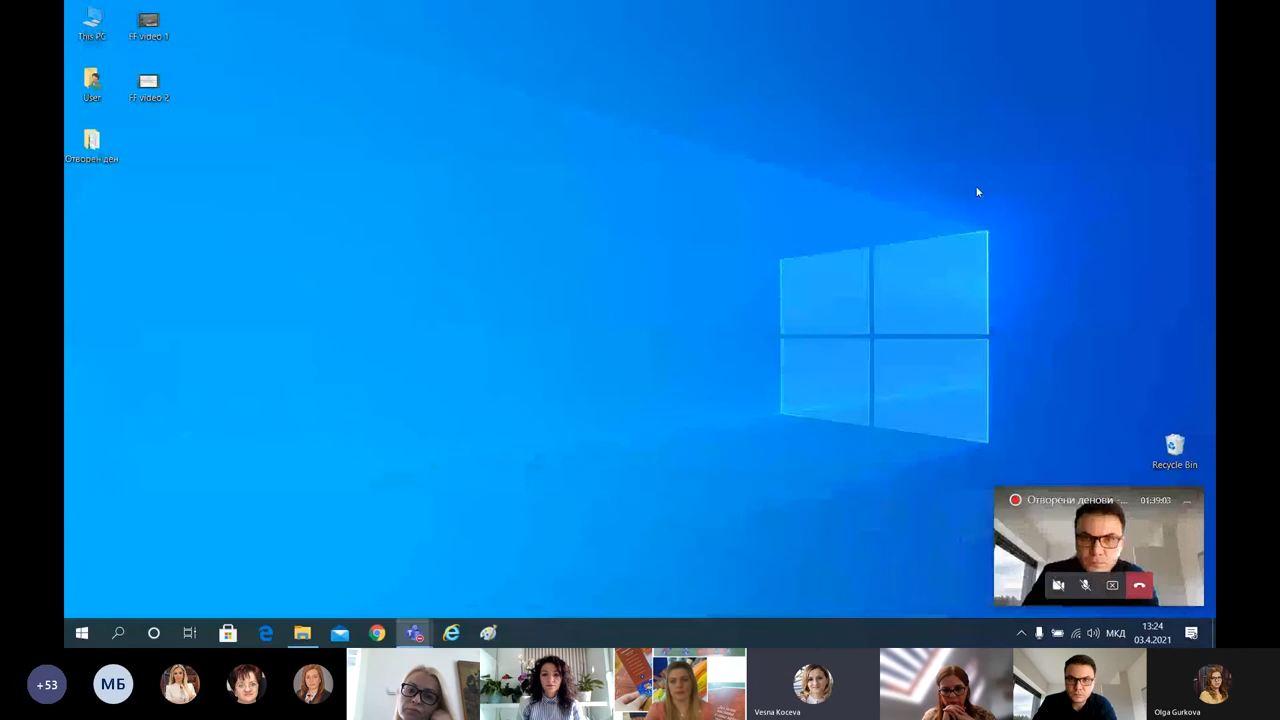 This PC
FF video 1
User
FF video 2
Отворен ден
Recycle Bin
Отворени денови -...
01:39:03
...
МКД
13:24
03.4.2021
+53
МБ
Vesna Koceva
Olga Gurkova